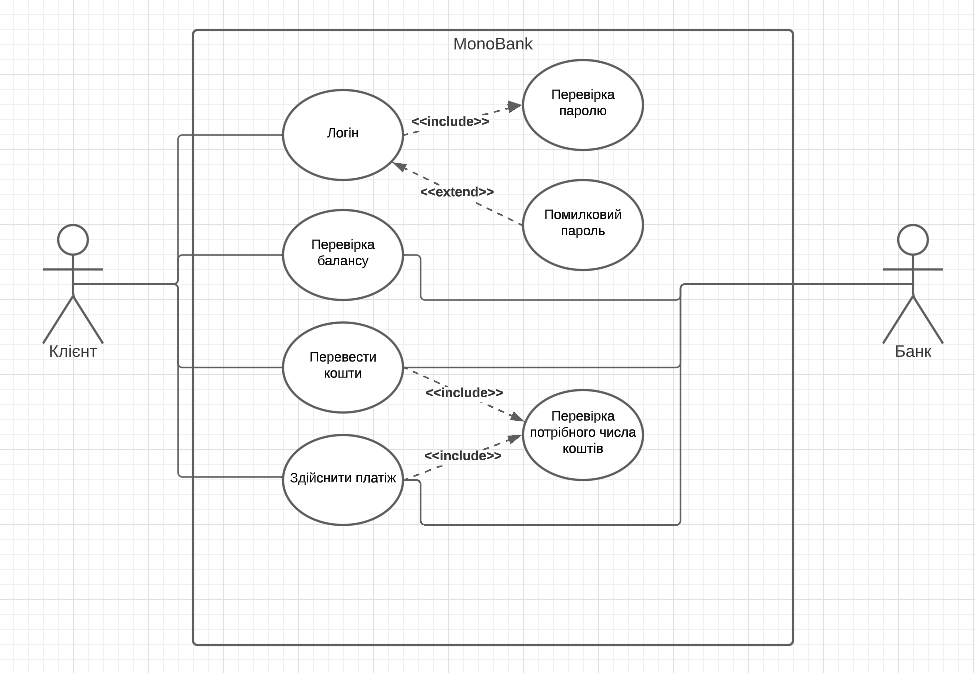 MonoBank
Перевірка
паролю
<<include>>
Логін
<<extend>>
Помилковий
пароль
Перевірка
балансу
Клієнт
Банк
Перевести
кошти
<<include>>
Перевірка
потрібного числа
коштів
<<include>>
Здійснити платіж